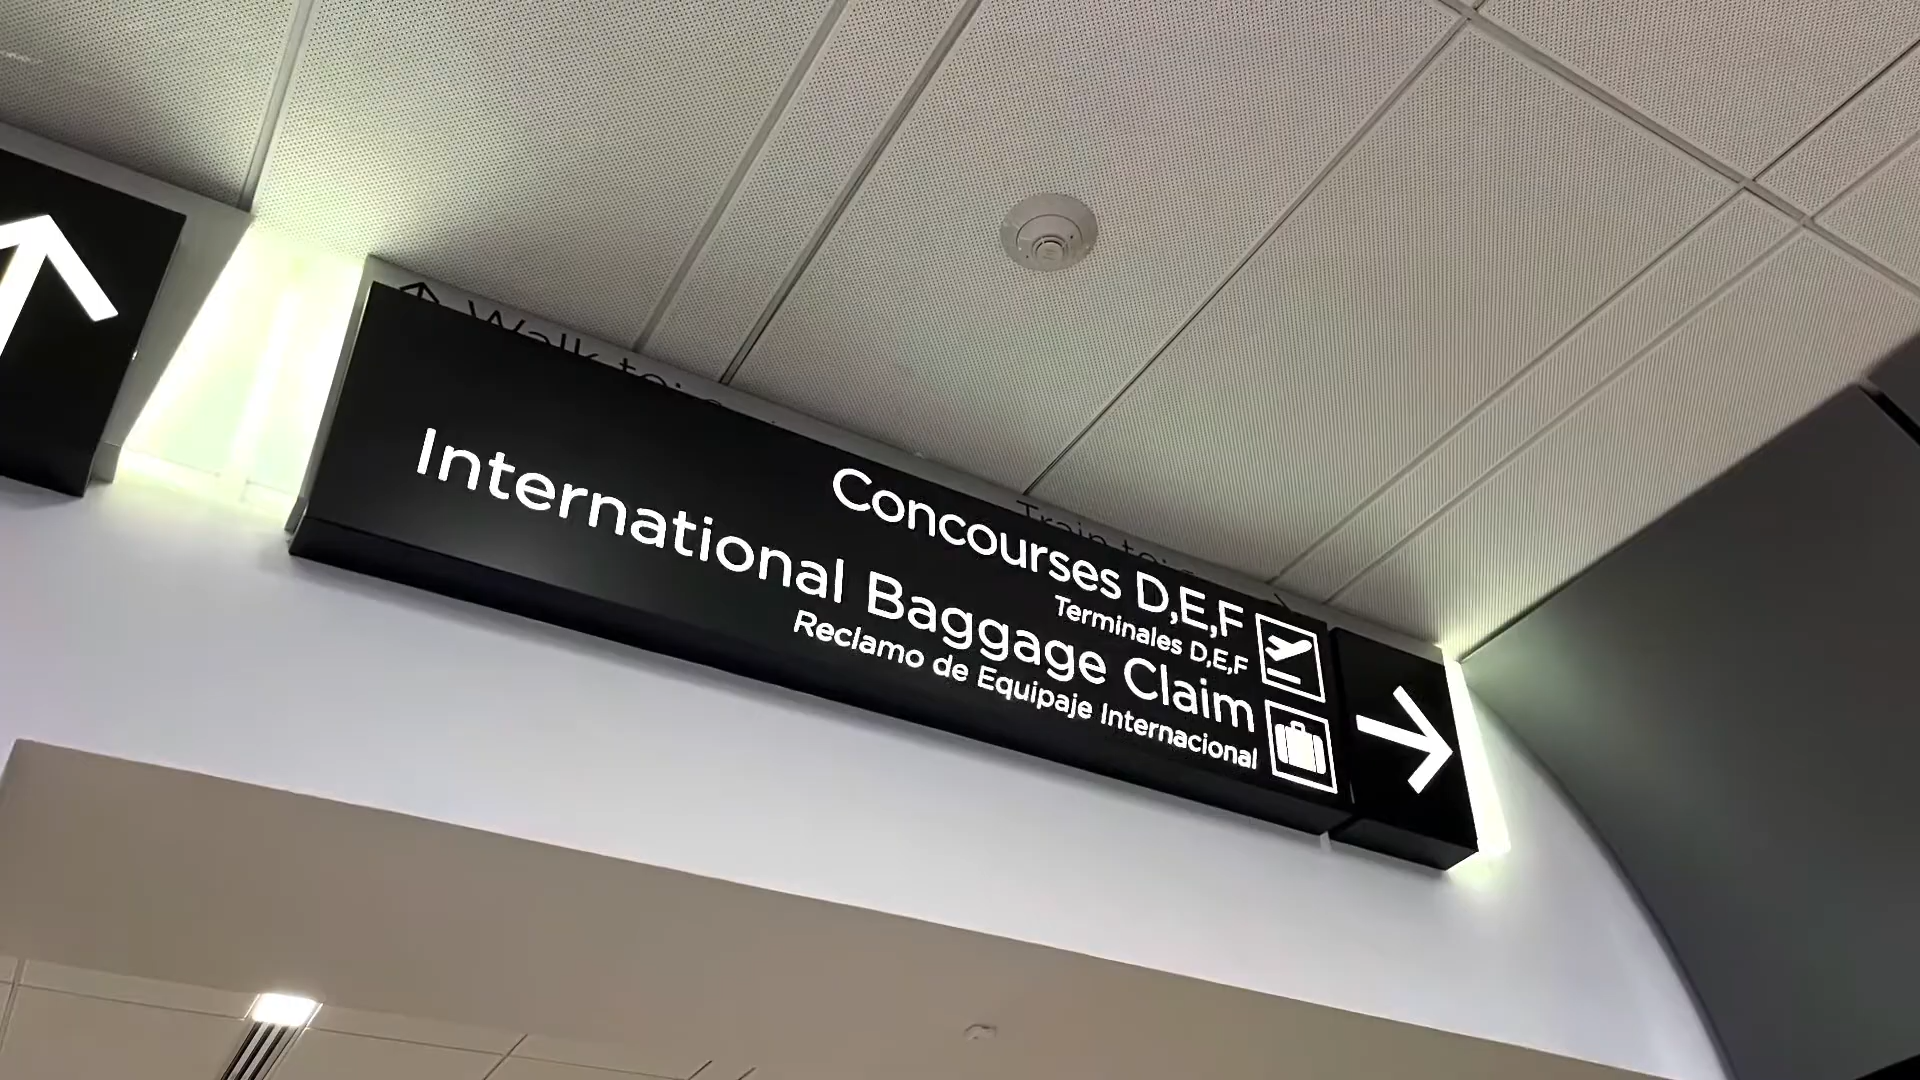 Walk to:
Train to:
Concourses D,E,F
Terminales D,E,F
International Baggage Claim
Reclamo de Equipaje Internacional